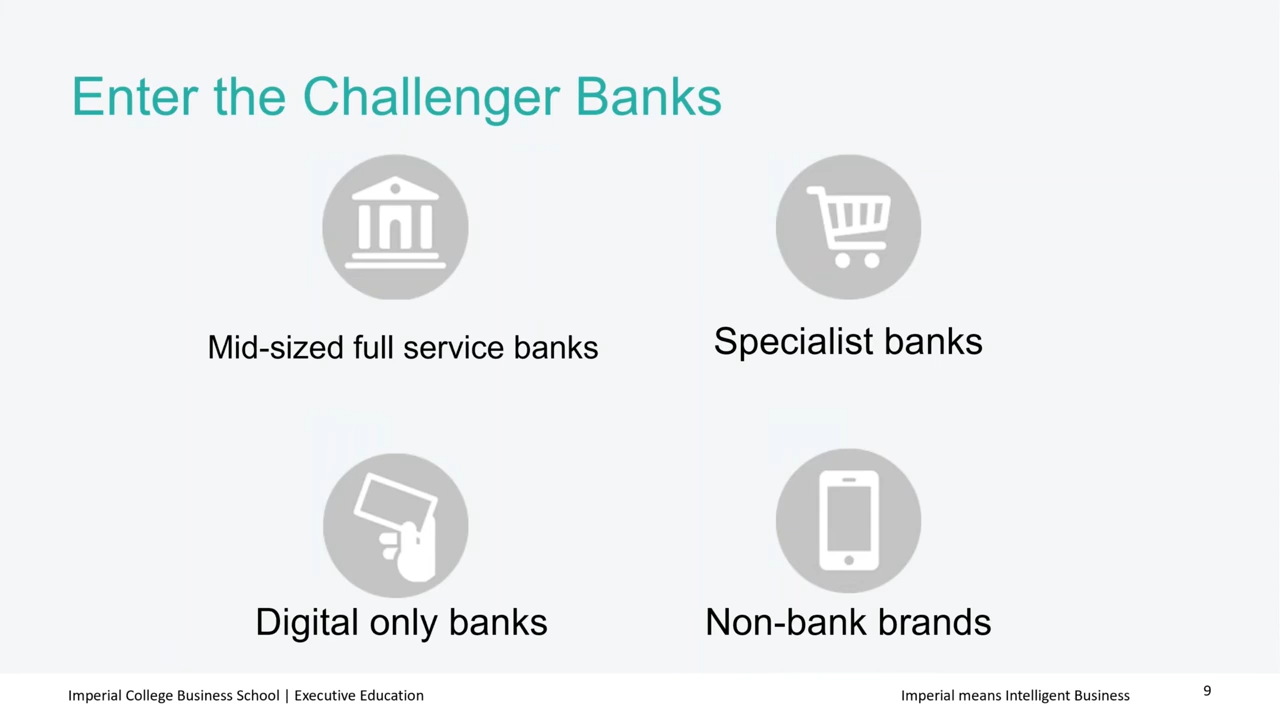 Enter the Challenger Banks
Mid-sized full service banks
Specialist banks
Digital only banks
Non-bank brands
Imperial College Business School | Executive Education
Imperial means Intelligent Business
9